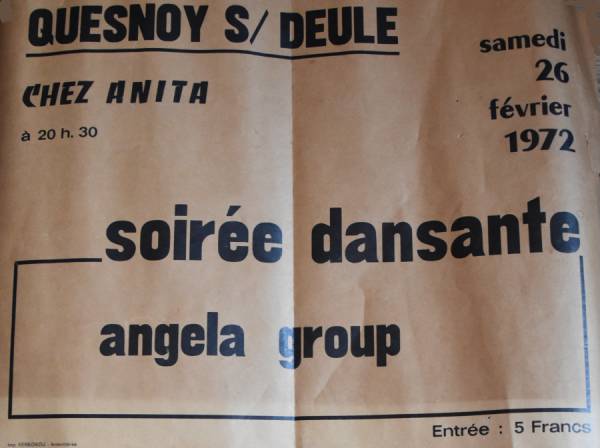 QUESNOY S/ DEULE
samedi
26
février
1972
CHEZ ANITA
à 20 h. 30
soirée dansante
angela group
Entrée : 5 Francs